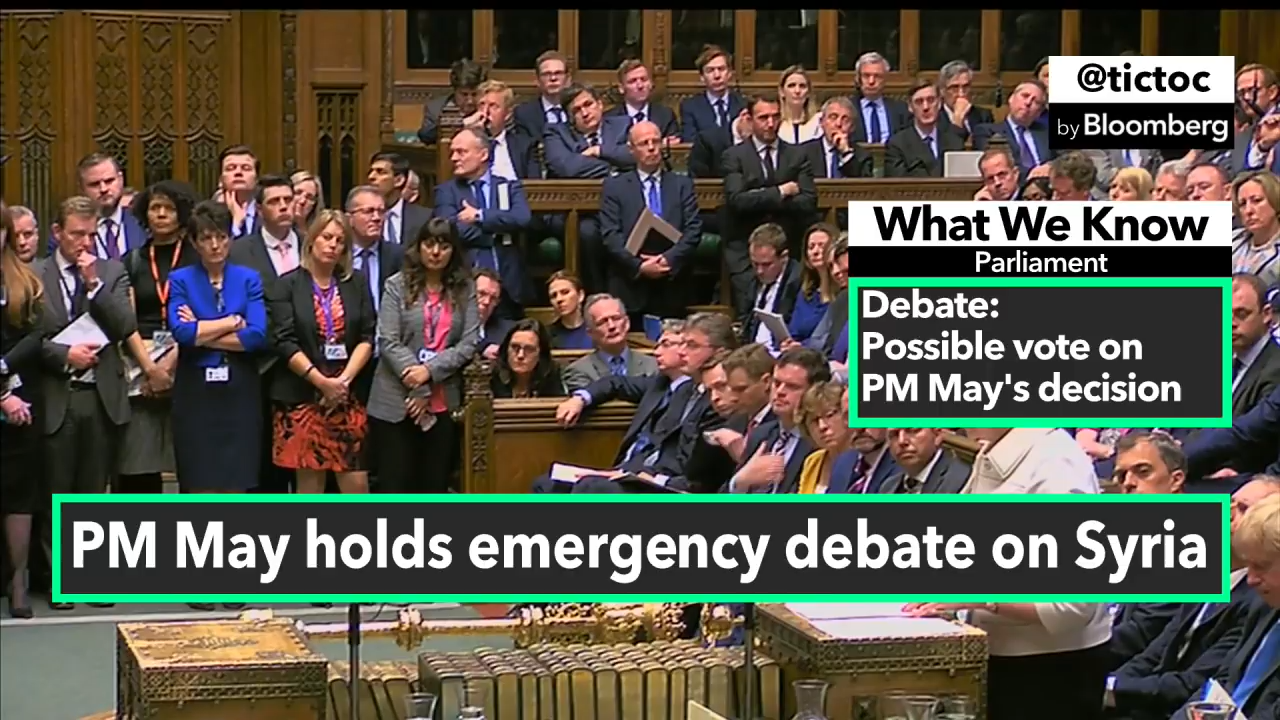 @tictoc
by Bloomberg
What We Know
Parliament
Debate:
Possible vote on
PM May's decision
PM May holds emergency debate on Syria